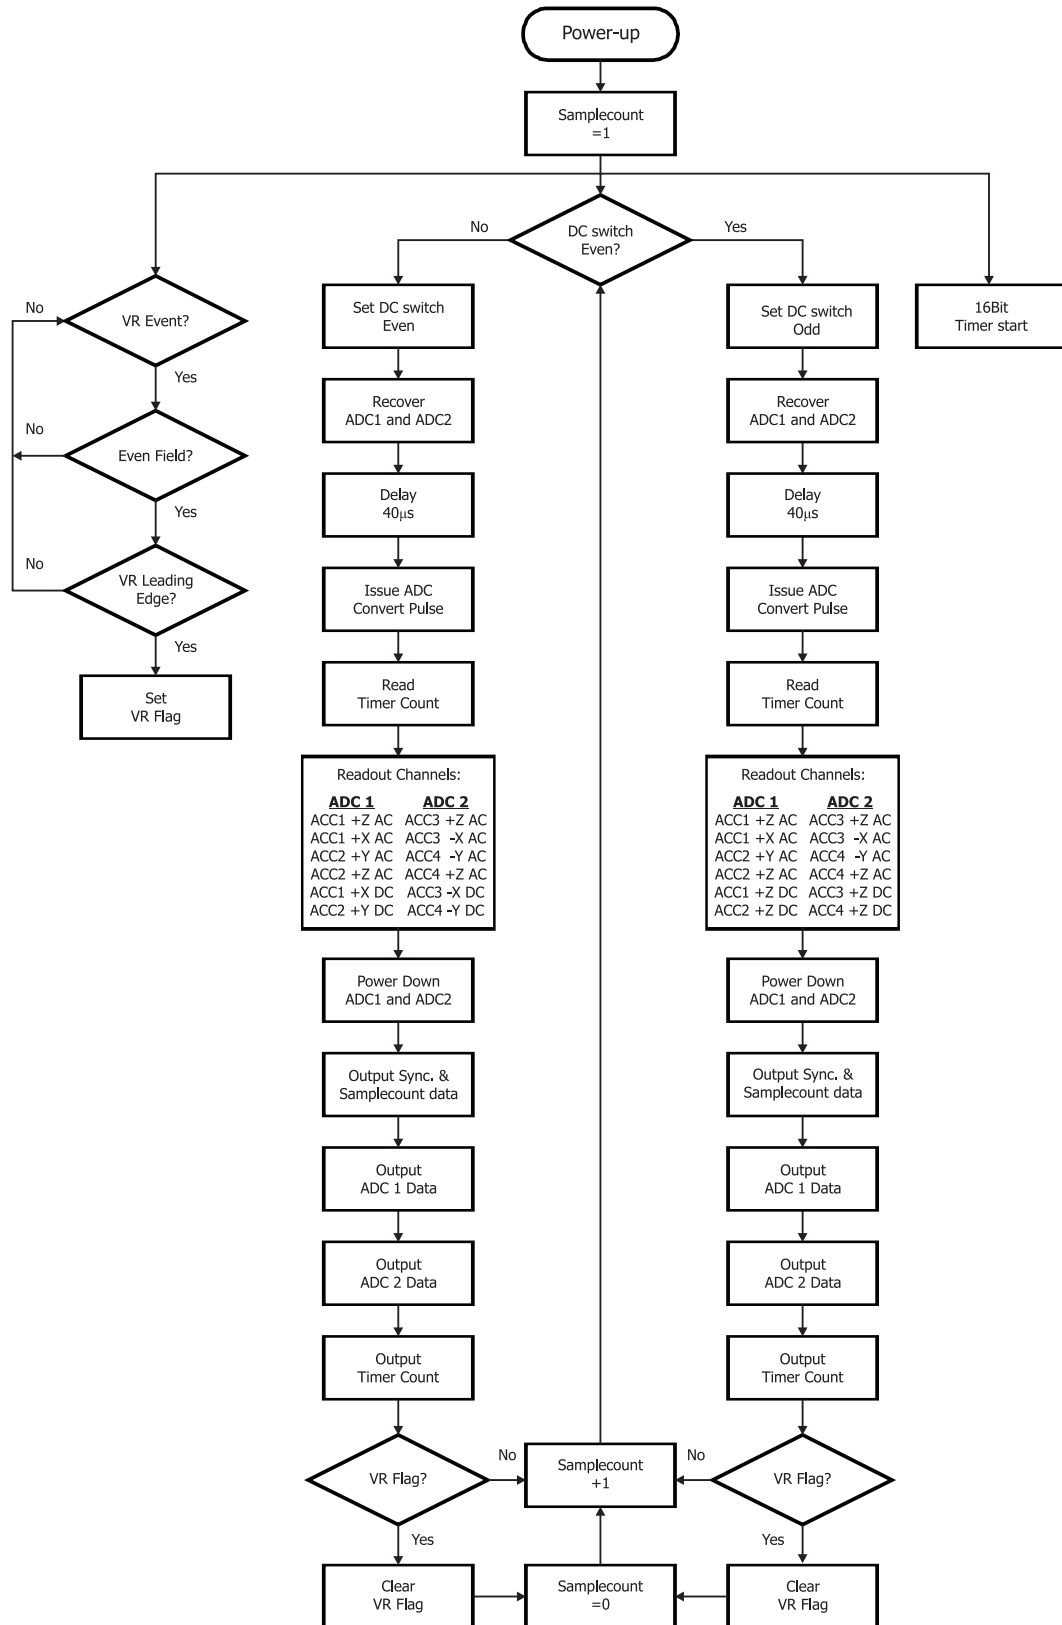 Power-up
Samplecount
=1
DC switch
Even?
No
Yes
VR Event?
No
Yes
Even Field?
No
Yes
VR Leading
Edge?
No
Yes
Set
VR Flag
Set DC switch
Even
Recover
ADC1 and ADC2
Delay
40µs
Issue ADC
Convert Pulse
Read
Timer Count
Readout Channels:
ADC 1 ADC 2
ACC1 +Z AC ACC3 +Z AC
ACC1 +X AC ACC3 -X AC
ACC2 +Y AC ACC4 -Y AC
ACC2 +Z AC ACC4 +Z AC
ACC1 +X DC ACC3 -X DC
ACC2 +Y DC ACC4 -Y DC
Power Down
ADC1 and ADC2
Output Sync. &
Samplecount data
Output
ADC 1 Data
Output
ADC 2 Data
Output
Timer Count
VR Flag?
No
Yes
Clear
VR Flag
Set DC switch
Odd
Recover
ADC1 and ADC2
Delay
40µs
Issue ADC
Convert Pulse
Read
Timer Count
Readout Channels:
ADC 1 ADC 2
ACC1 +Z AC ACC3 +Z AC
ACC1 +X AC ACC3 -X AC
ACC2 +Y AC ACC4 -Y AC
ACC2 +Z AC ACC4 +Z AC
ACC1 +Z DC ACC3 +Z DC
ACC2 +Z DC ACC4 +Z DC
Power Down
ADC1 and ADC2
Output Sync. &
Samplecount data
Output
ADC 1 Data
Output
ADC 2 Data
Output
Timer Count
VR Flag?
No
Yes
Clear
VR Flag
Samplecount
+1
Samplecount
=0
16Bit
Timer start